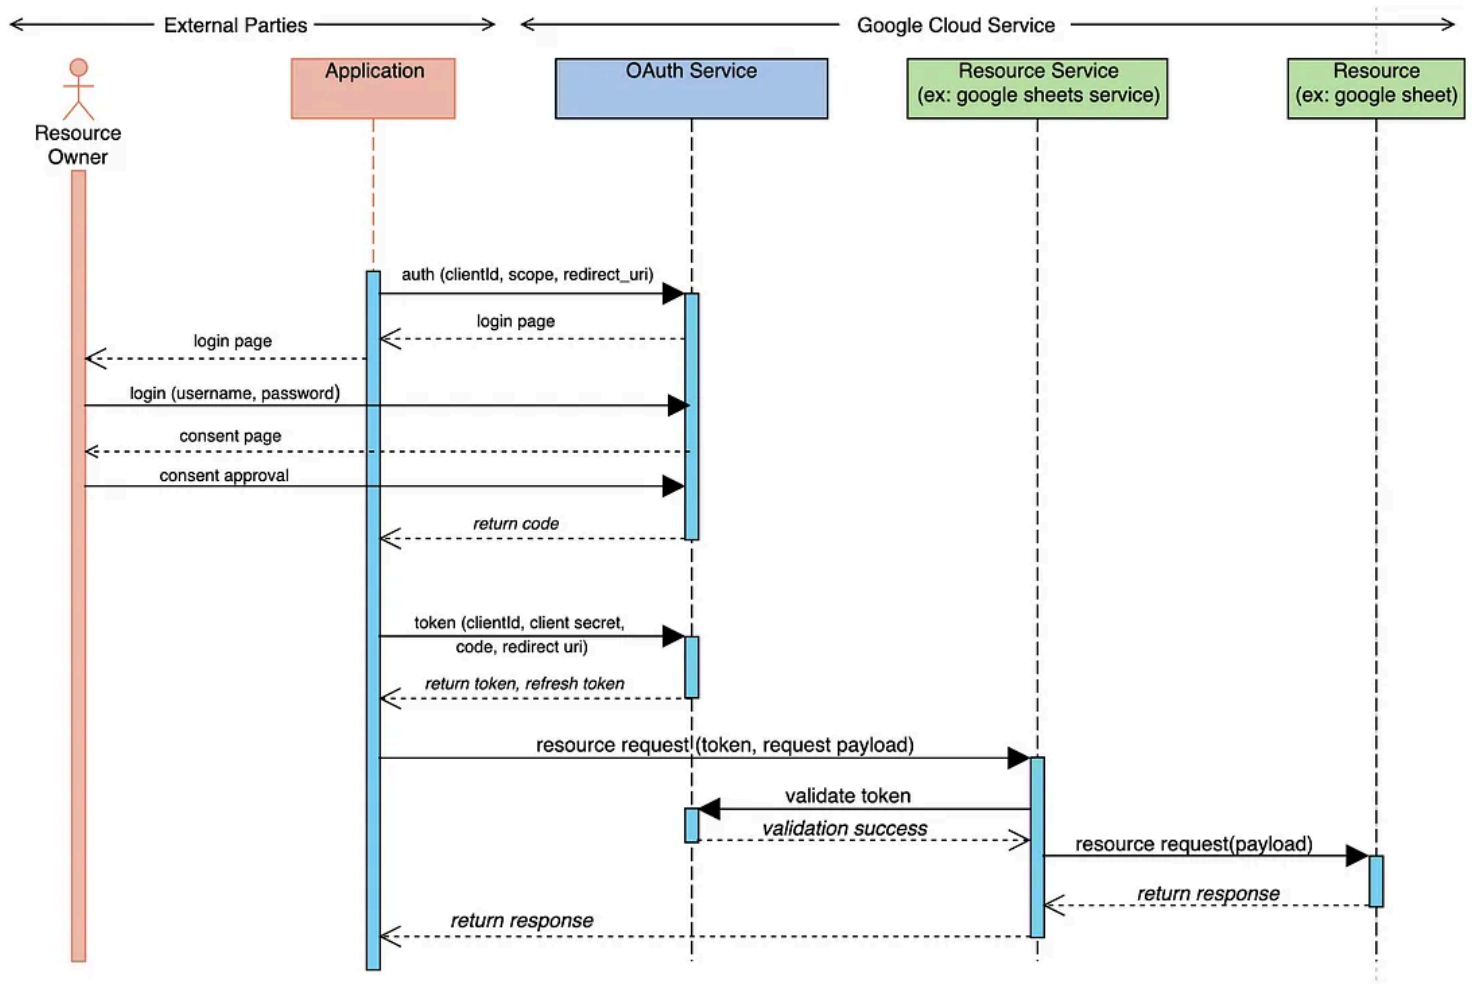 External Parties
Google Cloud Service
Resource
Owner
Application
OAuth Service
Resource Service
(ex: google sheets service)
Resource
(ex: google sheet)
auth (clientId, scope, redirect_uri)
login page
login page
login (username, password)
consent page
consent approval
return code
token (clientId, client secret,
code, redirect uri)
return token, refresh token
resource request (token, request payload)
validate token
validation success
resource request(payload)
return response
return response